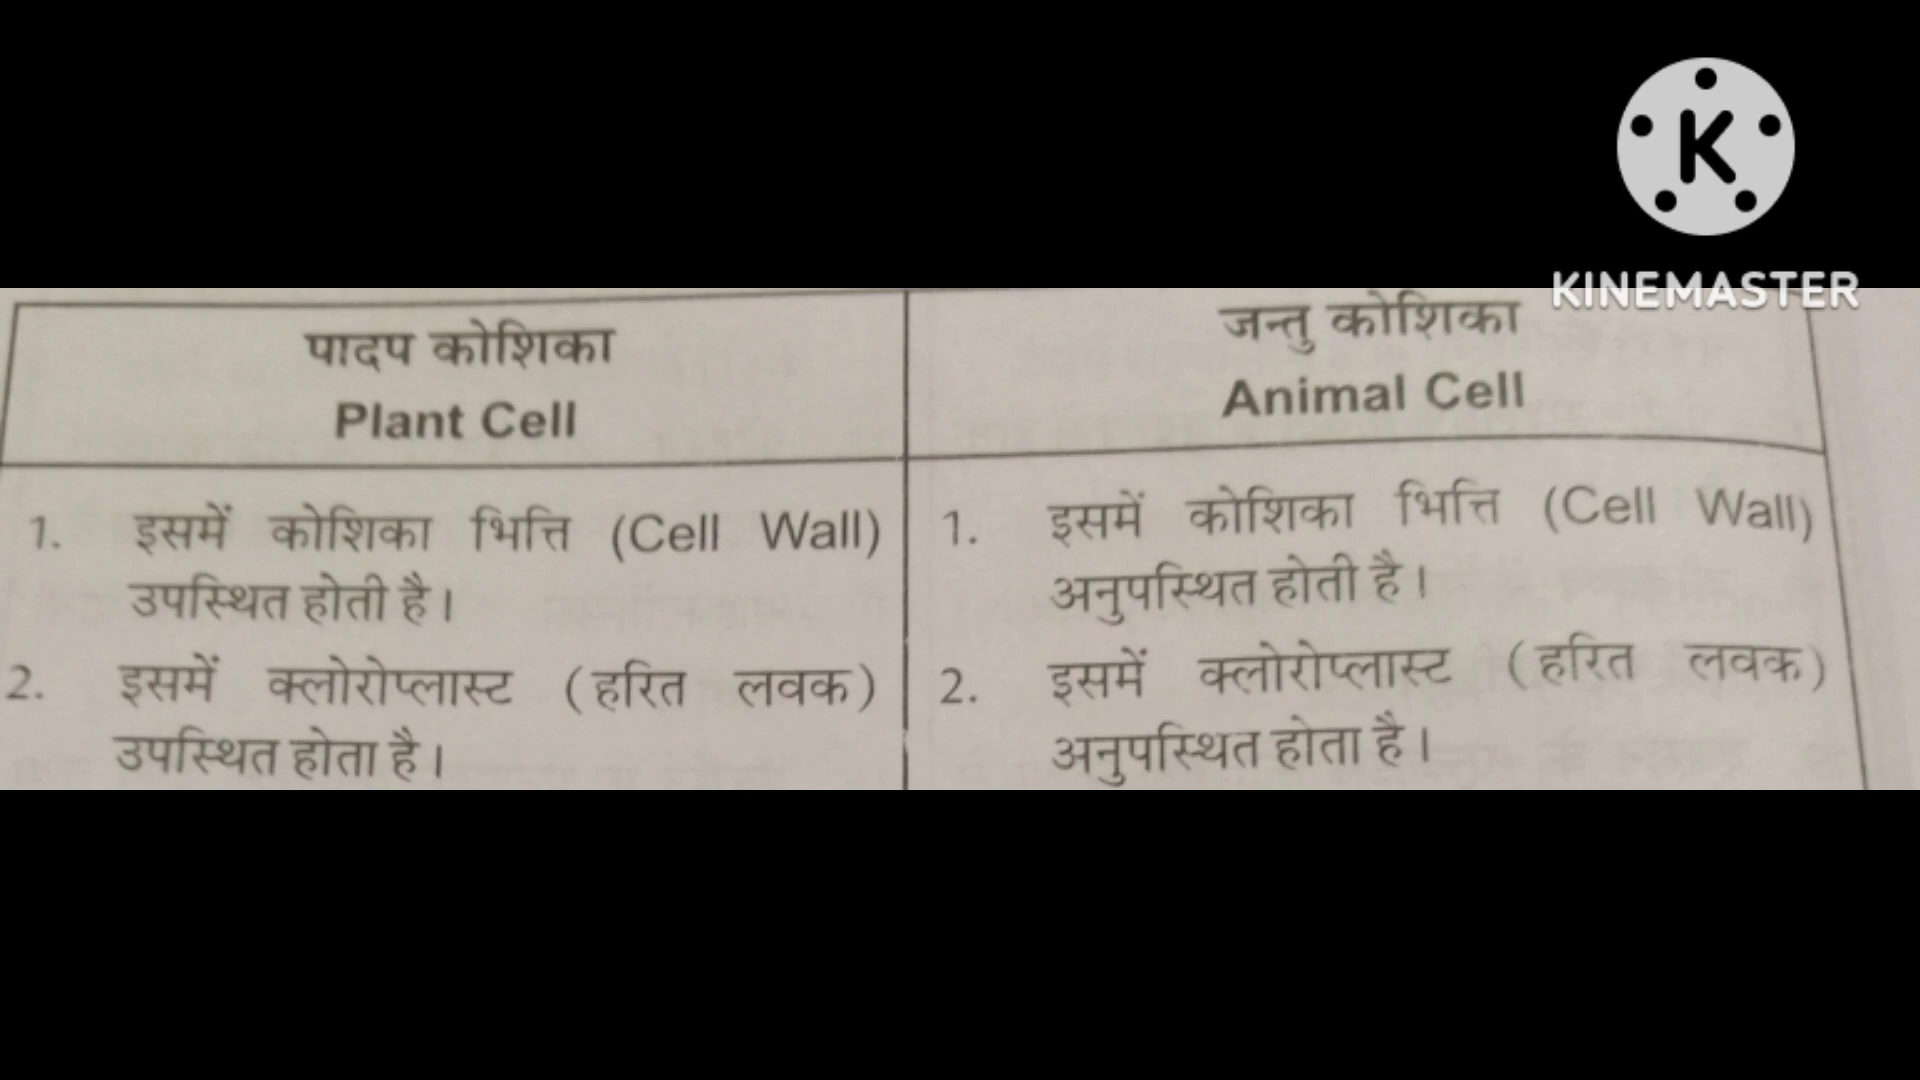 K
KINEMASTER
पादप कोशिका
Plant Cell
जन्तु कोशिका
Animal Cell
1. इसमें कोशिका भित्ति (Cell Wall)
उपस्थित होती है।
2. इसमें क्लोरोप्लास्ट (हरित लवक)
उपस्थित होता है।
1. इसमें कोशिका भित्ति (Cell Wall)
अनुपस्थित होती है।
2. इसमें क्लोरोप्लास्ट (हरित लवक)
अनुपस्थित होता है।